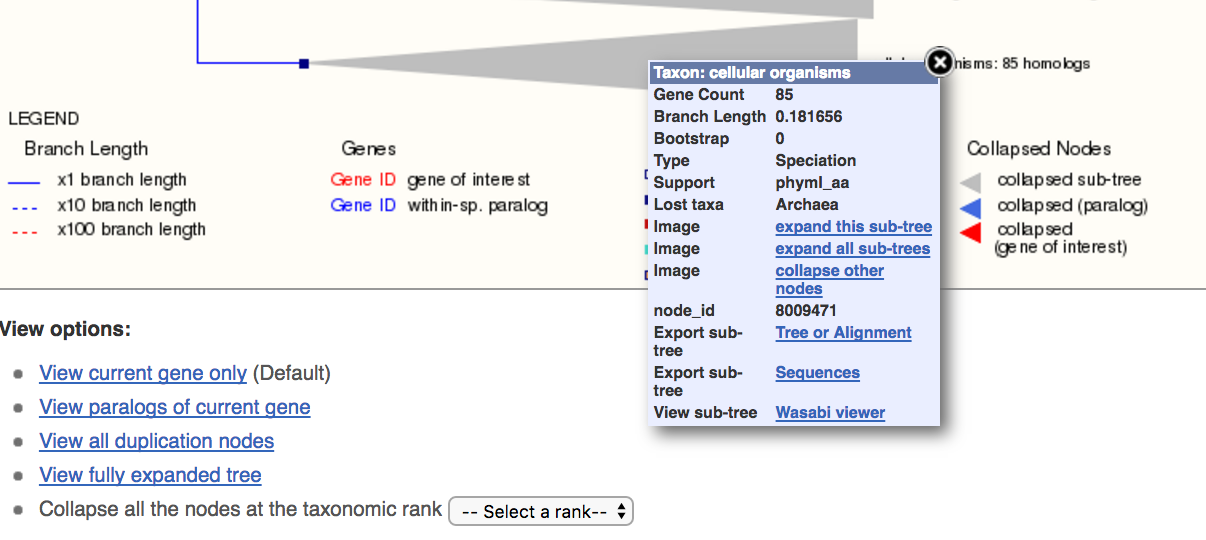 nisms: 85 homologs
Taxon: cellular organisms
Gene Count 85
Branch Length 0.181656
Bootstrap 0
Type Speciation
Support phyml_aa
Lost taxa Archaea
Image expand this sub-tree
Image expand all sub-trees
Image collapse other
nodes
node_id 8009471
Export sub-
tree Tree or Alignment
Export sub-
tree Sequences
View sub-tree Wasabi viewer
LEGEND
Branch Length
x1 branch length
x10 branch length
x100 branch length
Genes
Gene ID gene of interest
Gene ID within-sp. paralog
Collapsed Nodes
collapsed sub-tree
collapsed (paralog)
collapsed
(gene of interest)
View options:
View current gene only (Default)
View paralogs of current gene
View all duplication nodes
View fully expanded tree
Collapse all the nodes at the taxonomic rank -- Select a rank--